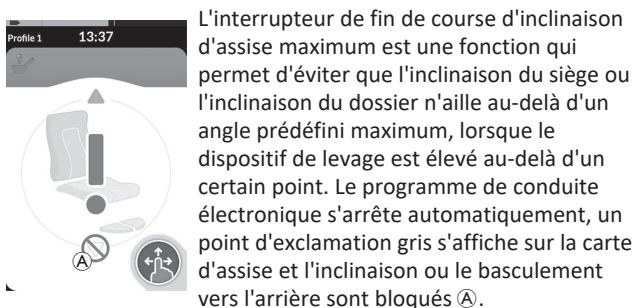 Profile 1 13:37
L'interrupteur de fin de course d'inclinaison
d'assise maximum est une fonction qui
permet d'éviter que l'inclinaison du siège ou
l'inclinaison du dossier n'aille au-delà d'un
angle prédéfini maximum, lorsque le
dispositif de levage est élevé au-delà d'un
certain point. Le programme de conduite
électronique s'arrête automatiquement, un
point d'exclamation gris s'affiche sur la carte
d'assise et l'inclinaison ou le basculement
vers l'arrière sont bloqués Ⓐ.
Ⓐ